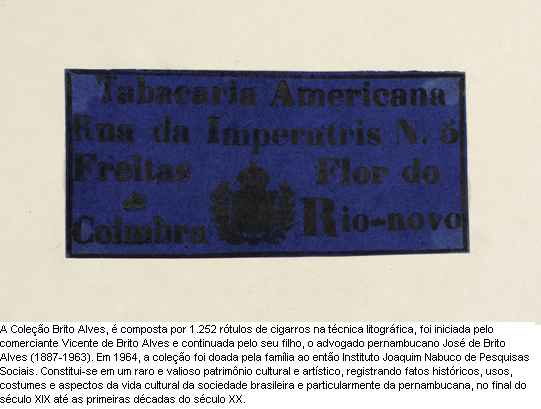 Tabacaria Americana
Rua da Imperatris N. 5
Freitas Flor do
&
Coimbra Rio-novo
A Coleção Brito Alves, é composta por 1.252 rótulos de cigarros na técnica litográfica, foi iniciada pelo
comerciante Vicente de Brito Alves e continuada pelo seu filho, o advogado pernambucano José de Brito
Alves (1887-1963). Em 1964, a coleção foi doada pela família ao então Instituto Joaquim Nabuco de Pesquisas
Sociais. Constitui-se em um raro e valioso patrimônio cultural e artístico, registrando fatos históricos, usos,
costumes e aspectos da vida cultural da sociedade brasileira e particularmente da pernambucana, no final do
século XIX até as primeiras décadas do século XX.